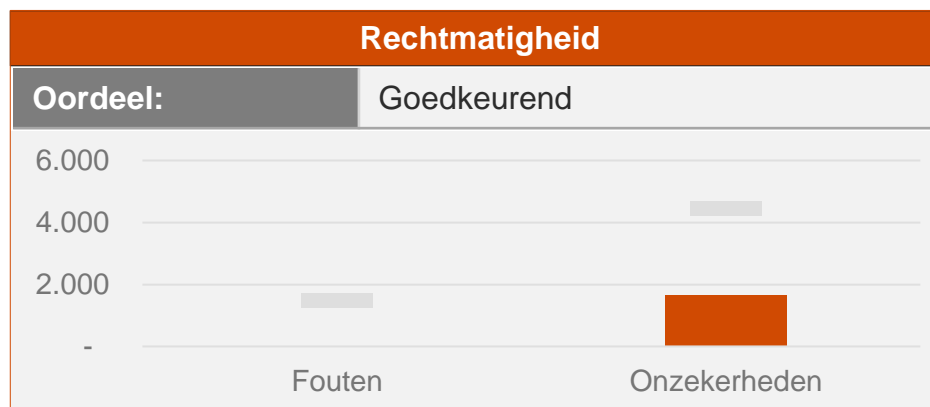 Rechtmatigheid
Oordeel: Goedkeurend
6.000
4.000
2.000
-
Fouten Onzekerheden